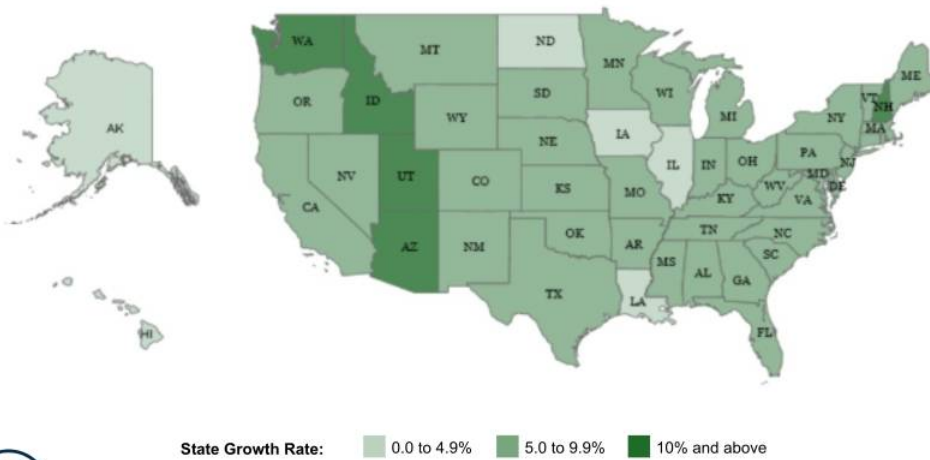 WA
MT
ND
MN
ME
OR
ID
SD
WI
VT
NH
AK
WY
MI
NY
MA
IA
NE
PA
NV
UT
CO
IL
IN
OH
NJ
MD
DE
CA
KS
MO
KY
WV
VA
AZ
NM
OK
AR
TN
NC
SC
MS
AL
GA
TX
LA
HI
FL
State Growth Rate: 0.0 to 4.9% 5.0 to 9.9% 10% and above